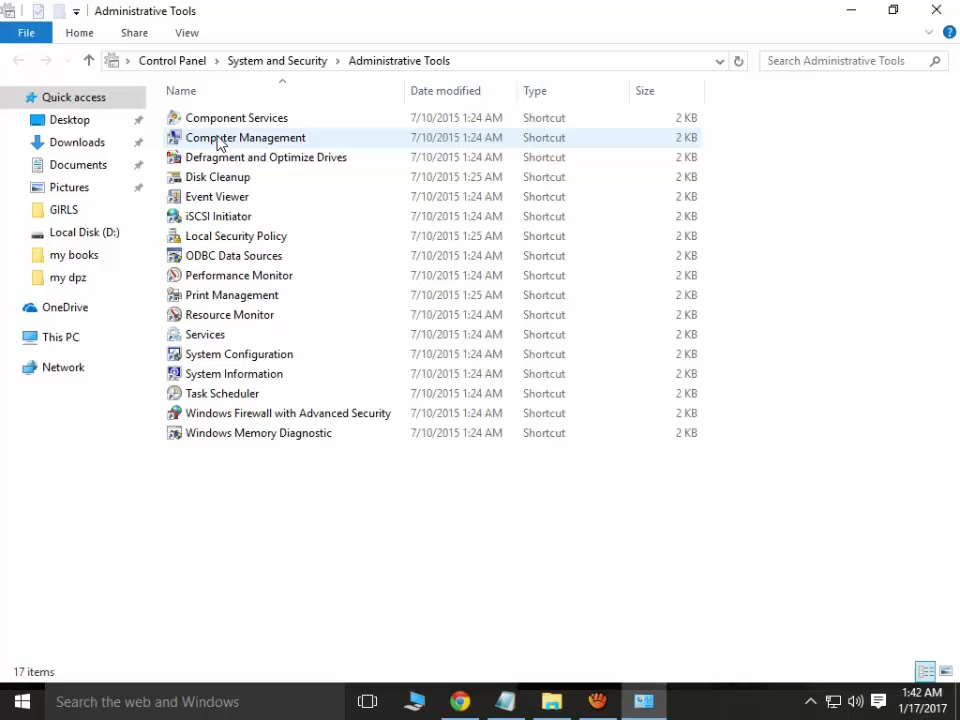 Administrative Tools
File Home Share View
Control Panel System and Security Administrative Tools Search Administrative Tools
Name Date modified Type Size
Quick access
Desktop
Downloads
Documents
Pictures
GIRLS
Local Disk (D:)
my books
my dpz
OneDrive
This PC
Network
Component Services 7/10/2015 1:24 AM Shortcut 2 KB
Computer Management 7/10/2015 1:24 AM Shortcut 2 KB
Defragment and Optimize Drives 7/10/2015 1:24 AM Shortcut 2 KB
Disk Cleanup 7/10/2015 1:25 AM Shortcut 2 KB
Event Viewer 7/10/2015 1:24 AM Shortcut 2 KB
iSCSI Initiator 7/10/2015 1:24 AM Shortcut 2 KB
Local Security Policy 7/10/2015 1:25 AM Shortcut 2 KB
ODBC Data Sources 7/10/2015 1:24 AM Shortcut 2 KB
Performance Monitor 7/10/2015 1:24 AM Shortcut 2 KB
Print Management 7/10/2015 1:25 AM Shortcut 2 KB
Resource Monitor 7/10/2015 1:24 AM Shortcut 2 KB
Services 7/10/2015 1:24 AM Shortcut 2 KB
System Configuration 7/10/2015 1:24 AM Shortcut 2 KB
System Information 7/10/2015 1:24 AM Shortcut 2 KB
Task Scheduler 7/10/2015 1:24 AM Shortcut 2 KB
Windows Firewall with Advanced Security 7/10/2015 1:24 AM Shortcut 2 KB
Windows Memory Diagnostic 7/10/2015 1:24 AM Shortcut 2 KB
17 items
Search the web and Windows
1:42 AM
1/17/2017